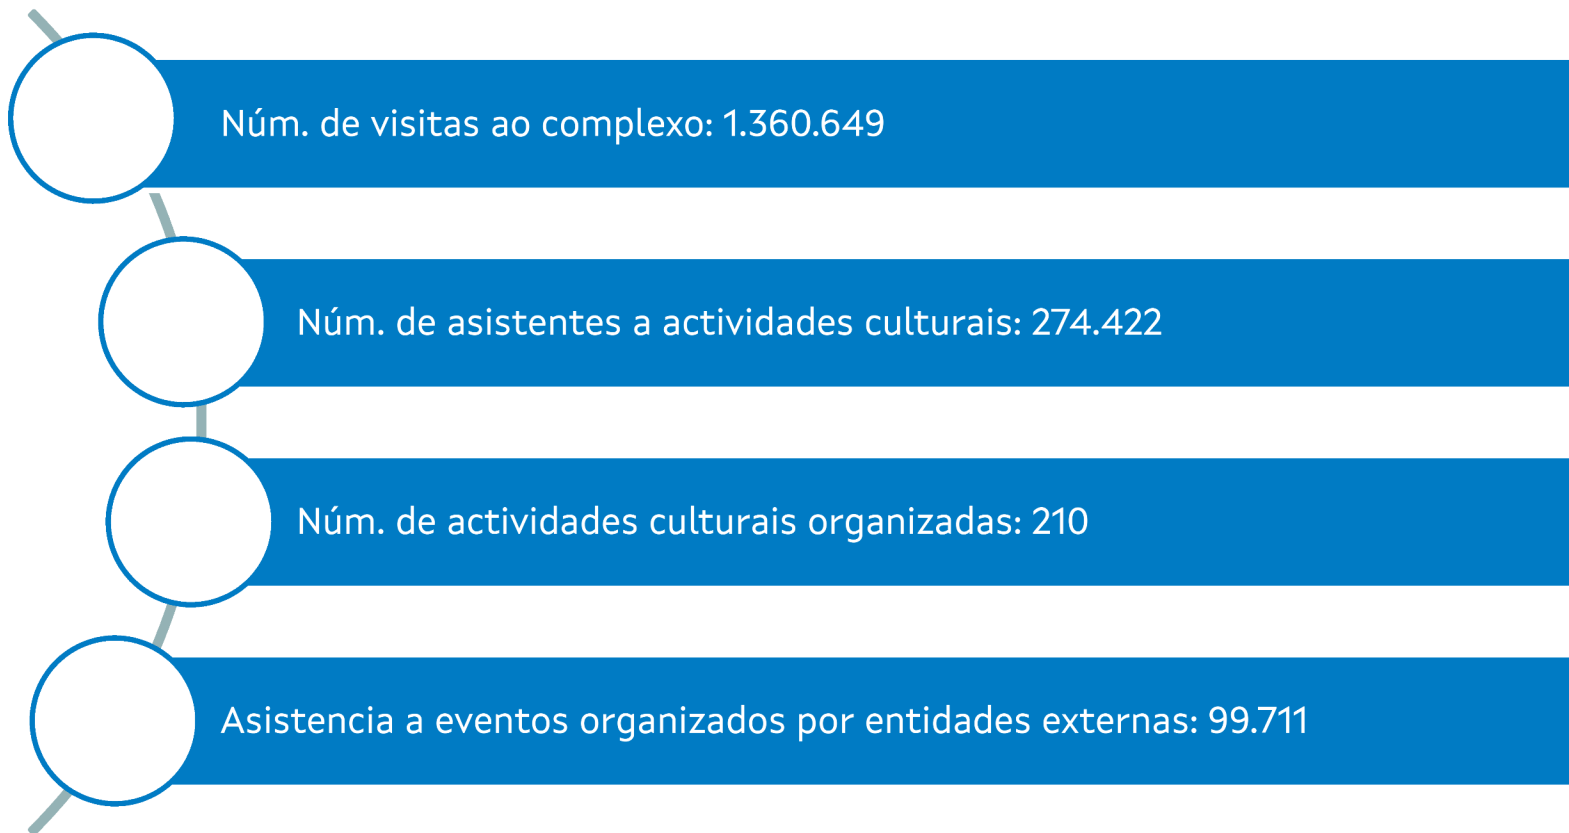 Núm. de visitas ao complexo: 1.360.649
Núm. de asistentes a actividades culturais: 274.422
Núm. de actividades culturais organizadas: 210
Asistencia a eventos organizados por entidades externas: 99.711